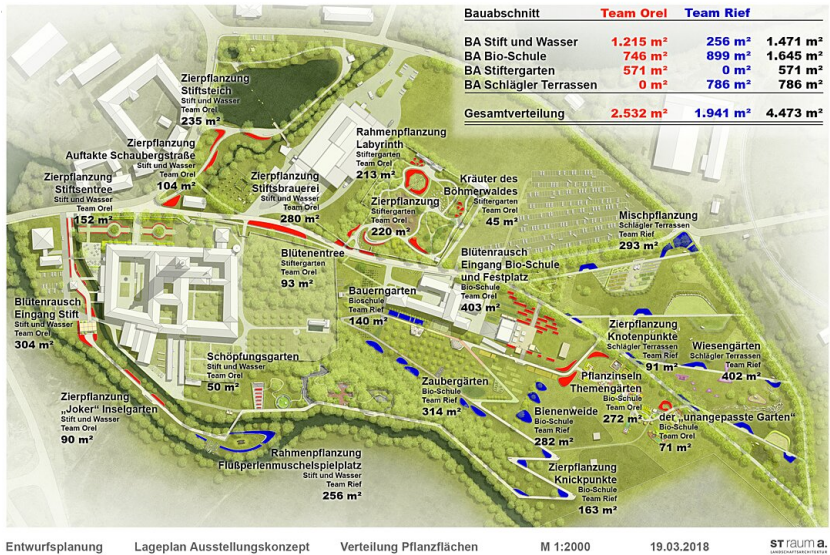 Bauabschnitt Team Orel Team Rief
BA Stift und Wasser 1.215 m² 256 m² 1.471 m²
BA Bio-Schule 746 m² 899 m² 1.645 m²
BA Stiftergarten 571 m² 0 m² 571 m²
BA Schlägler Terrassen 0 m² 786 m² 786 m²
Gesamtverteilung 2.532 m² 1.941 m² 4.473 m²
Zierpflanzung
Stiftsteich
Stift und Wasser
Team Orel
235 m²
Zierpflanzung
Auftakte Schaubergstraße
Stift und Wasser
Team Orel
104 m²
Zierpflanzung
Stiftsentree
Stift und Wasser
Team Orel
152 m²
Zierpflanzung
Stiftsbrauerei
Stift und Wasser
Team Orel
280 m²
Rahmenpflanzung
Labyrinth
Stiftergarten
Team Orel
213 m²
Zierpflanzung
Stiftergarten
Team Orel
220 m²
Kräuter des
Böhmerwaldes
Stiftergarten
Team Orel
45 m²
Mischpflanzung
Schlägler Terrassen
Team Rief
293 m²
Blütenentree
Stiftergarten
Team Orel
93 m²
Blütenrausch
Eingang Bio-Schule
und Festplatz
Bio-Schule
Team Orel
403 m²
Bauerngarten
Bioschule
Team Rief
140 m²
Blütenrausch
Eingang Stift
Stift und Wasser
Team Orel
304 m²
Schöpfungsgarten
Stift und Wasser
Team Orel
50 m²
Zierpflanzung
Knotenpunkte
Schlägler Terrassen
Team Rief
91 m²
Wiesengärten
Schlägler Terrassen
Team Rief
402 m²
Zaubergärten
Bio-Schule
Team Rief
314 m²
Pflanzinseln
Themengärten
Bio-Schule
Team Orel
272 m²
Zierpflanzung
„Joker" Inselgarten
Stift und Wasser
Team Orel
90 m²
Bienenweide
Bio-Schule
Team Rief
282 m²
der „unangepasste Garten"
Bio-Schule
Team Orel
71 m²
Rahmenpflanzung
Flußperlenmuschelspielplatz
Stift und Wasser
Team Rief
256 m²
Zierpflanzung
Knickpunkte
Bio-Schule
Team Rief
163 m²
Entwurfsplanung Lageplan Ausstellungskonzept Verteilung Pflanzflächen M 1:2000 19.03.2018
ST raum a.
LANDSCHAFTSARCHITEKTUR